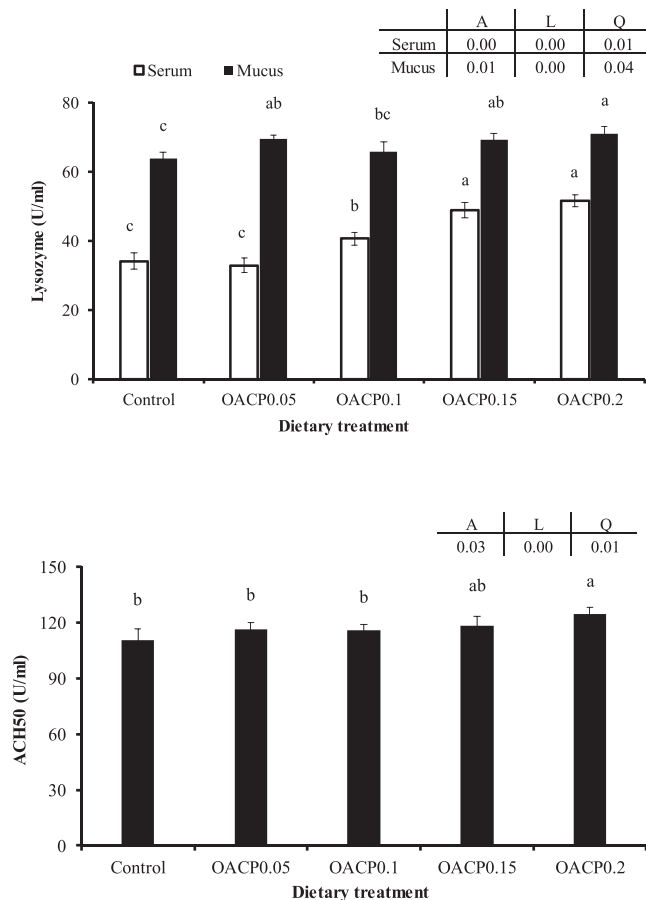 A L Q
Serum 0.00 0.00 0.01
Mucus 0.01 0.00 0.04
Serum Mucus
80
60
40
20
0
Lysozyme (U/ml)
c c
c ab
b bc
a ab
a a
Control OACP0.05 OACP0.1 OACP0.15 OACP0.2
Dietary treatment
A L Q
0.03 0.00 0.01
150
120
90
60
30
0
ACH50 (U/ml)
b b b ab a
Control OACP0.05 OACP0.1 OACP0.15 OACP0.2
Dietary treatment